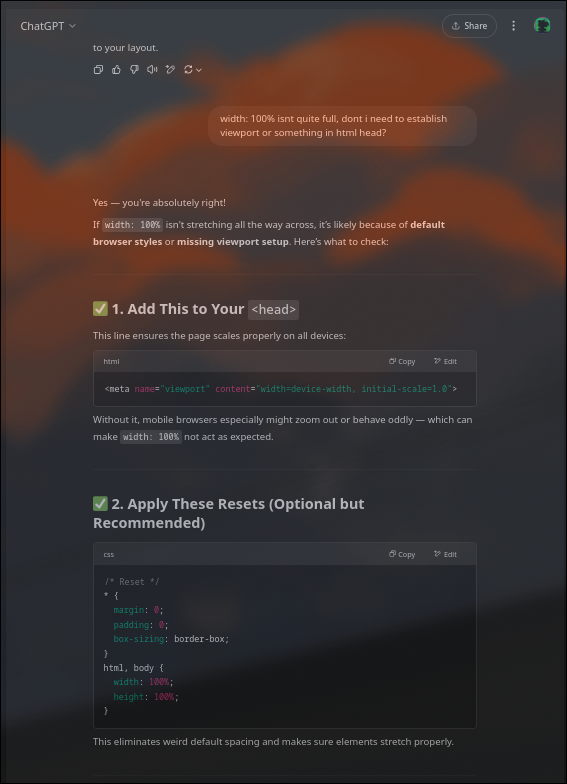 ChatGPT
Share
to your layout.
width: 100% isnt quite full, dont i need to establish
viewport or something in html head?
Yes — you're absolutely right!
If width: 100% isn't stretching all the way across, it's likely because of default
browser styles or missing viewport setup. Here's what to check:
✅ 1. Add This to Your <head>
This line ensures the page scales properly on all devices:
html Copy Edit
<meta name="viewport" content="width=device-width, initial-scale=1.0">
Without it, mobile browsers especially might zoom out or behave oddly — which can
make width: 100% not act as expected.
✅ 2. Apply These Resets (Optional but
Recommended)
css Copy Edit
/* Reset */
* {
  margin: 0;
  padding: 0;
  box-sizing: border-box;
}
html, body {
  width: 100%;
  height: 100%;
}
This eliminates weird default spacing and makes sure elements stretch properly.